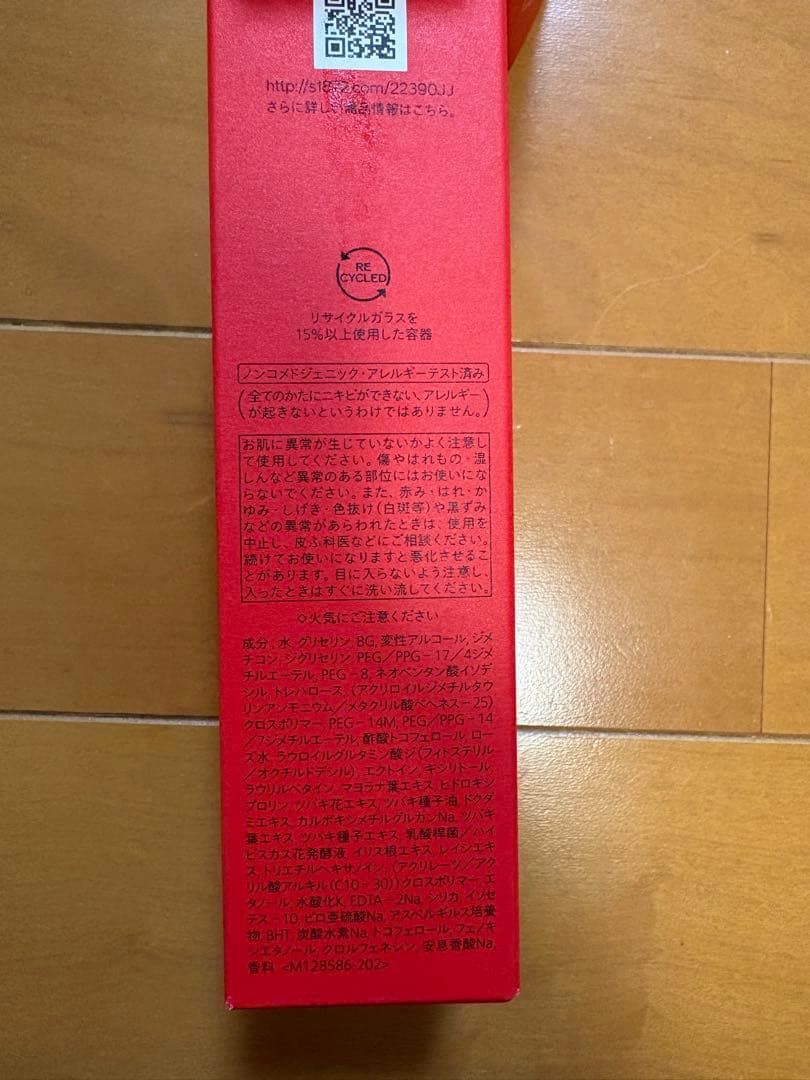 さらに詳しい商品情報はこちら。
RE
CYCLED
リサイクルガラスを
15%以上使用した容器
ノンコメドジェニック・アレルギーテスト済み
(全てのかたにニキビができない、アレルギー
が起きないというわけではありません。)
お肌に異常が生じていないかよく注意し
て使用してください。傷やはれもの・湿
しんなど異常のある部位にはお使いにな
らないでください。また、赤み・はれ・か
ゆみ・しげき・色抜け(白斑等)や黒ずみ
などの異常があらわれたときは、使用を
中止し、皮ふ科医などにご相談ください。
続けてお使いになりますと悪化させるこ
とがあります。目に入らないよう注意し、
入ったときはすぐに洗い流してください。
◇火気にご注意ください
成分:水, グリセリン, BG, 変性アルコール, ジメ
チコン, ジグリセリン, PEG/PPG-17/4ジメ
チルエーテル, PEG-8, ネオペンタン酸イソデ
シル, トレハロース, (アクリロイルジメチルタウ
リンアンモニウム/メタクリル酸ベヘネス-25)
クロスポリマー, PEG-14M, PEG/PPG-14
/7ジメチルエーテル, 酢酸トコフェロール, ロー
ズ水, ラウロイルグルタミン酸ジ(フィトステリル
/オクチルドデシル), エクトイン, キシリトール,
ラウリルベタイン, マヨラナ葉エキス, ヒドロキシ
プロリン, ツバキ花エキス, ツバキ種子油, ドクダ
ミエキス, カルボキシメチルグルカンNa, ツバキ
葉エキス, ツバキ種子エキス, 乳酸桿菌/ハイ
ビスカス花発酵液, イリス根エキス, レイシエキ
ス, トリエチルヘキサノイン, (アクリレーツ/アク
リル酸アルキル(C10-30))クロスポリマー, エ
タノール, 水酸化K, EDTA-2Na, シリカ, イソセ
テス-10, ピロ亜硫酸Na, アスペルギルス培養
物, BHT, 炭酸水素Na, トコフェロール, フェノキ
シエタノール, クロルフェネシン, 安息香酸Na,
香料 <M128586-202>